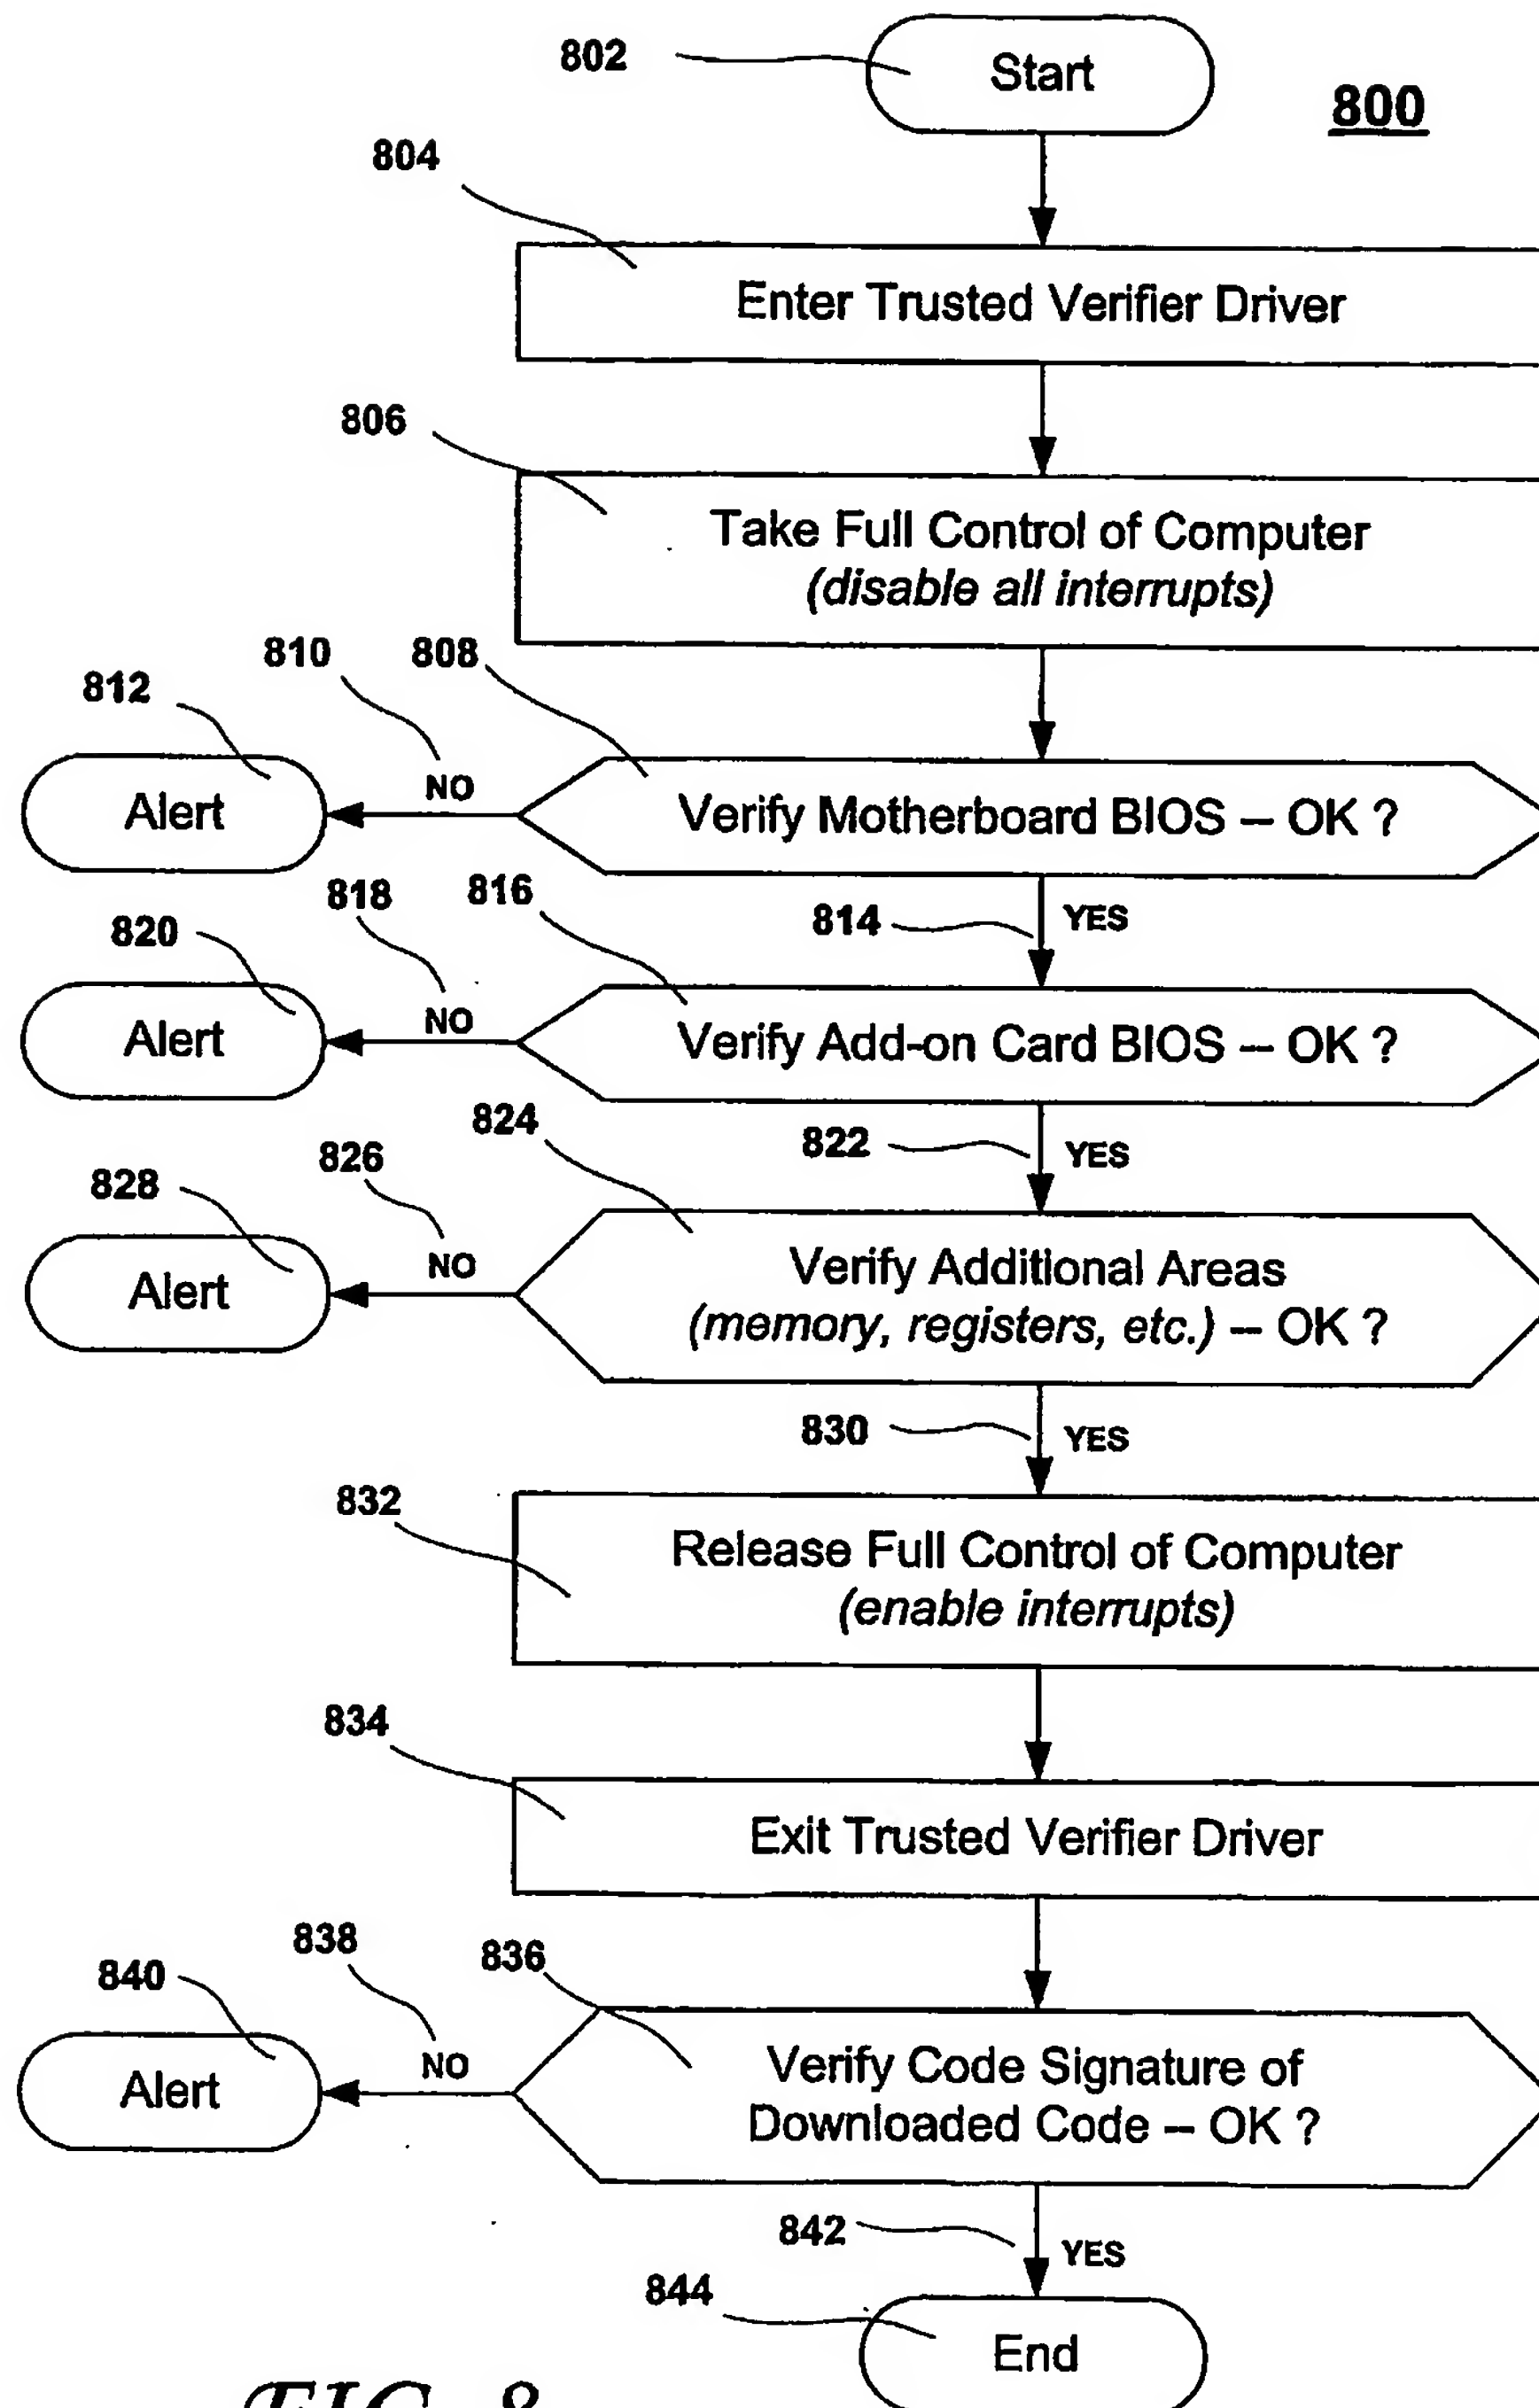 802
Start
800
804
Enter Trusted Verifier Driver
806
Take Full Control of Computer
(disable all interrupts)
810
808
812
NO
Alert
Verify Motherboard BIOS -- OK ?
814
YES
818
816
820
NO
Alert
Verify Add-on Card BIOS -- OK ?
824
822
YES
826
828
NO
Alert
Verify Additional Areas
(memory, registers, etc.) -- OK ?
830
YES
832
Release Full Control of Computer
(enable interrupts)
834
Exit Trusted Verifier Driver
838
836
840
NO
Alert
Verify Code Signature of
Downloaded Code -- OK ?
842
YES
844
End
FIG. 8